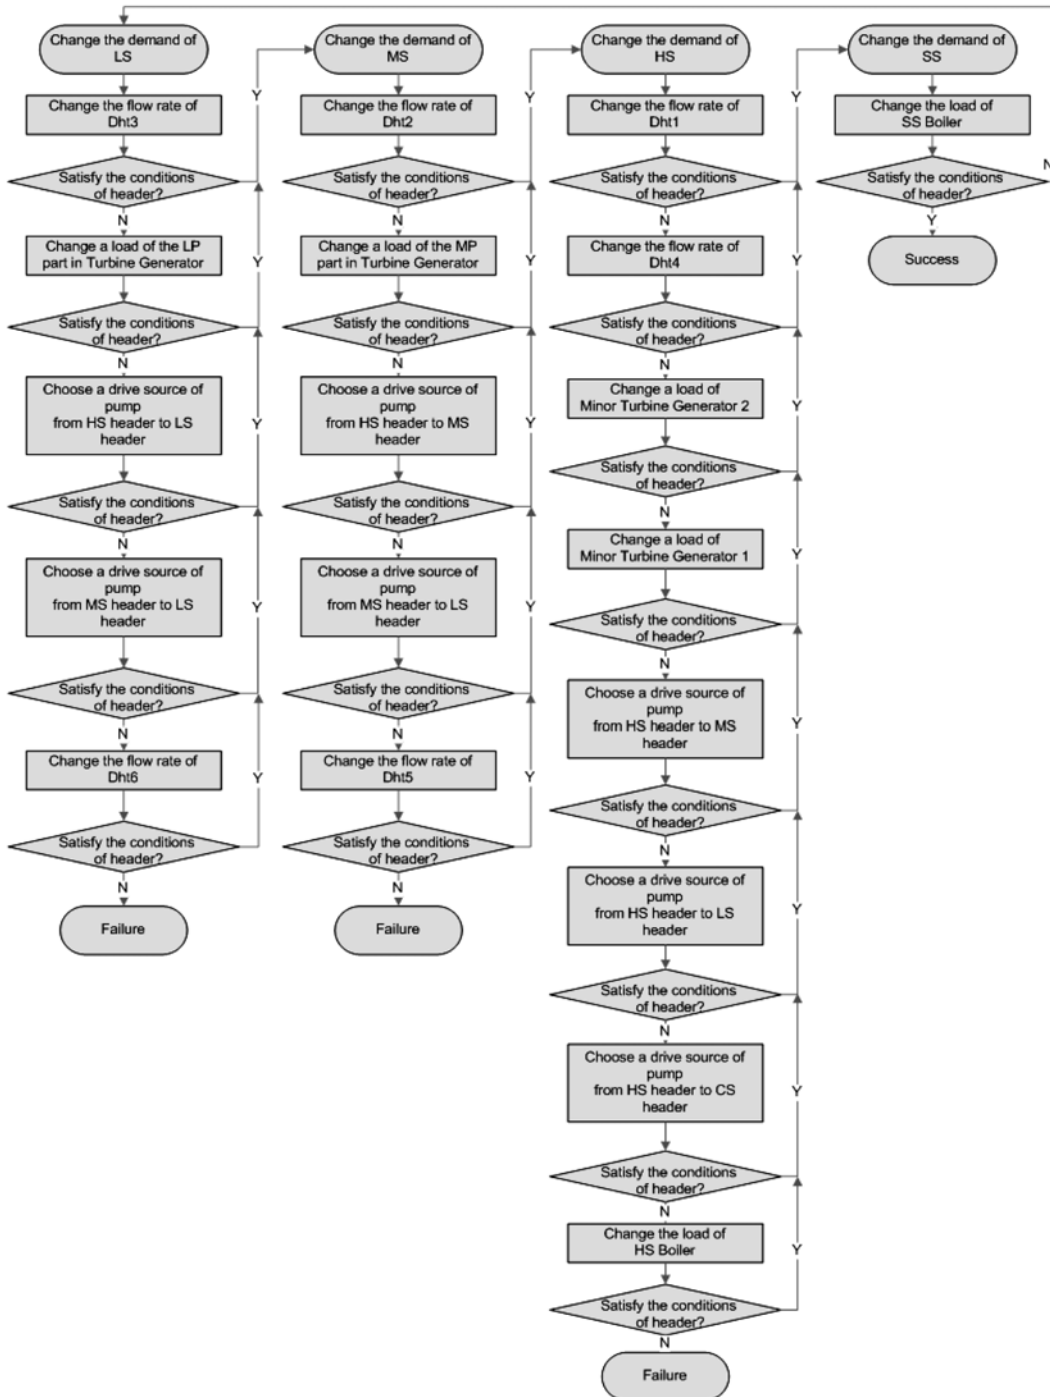 Change the demand of
LS
Change the flow rate of
Dht3
Satisfy the conditions
of header?
Y
N
Change a load of the LP
part in Turbine Generator
Y
Satisfy the conditions
of header?
N
Choose a drive source of
pump
from HS header to LS
header
Y
Satisfy the conditions
of header?
N
Choose a drive source of
pump
from MS header to LS
header
Y
Satisfy the conditions
of header?
N
Change the flow rate of
Dht6
Y
Satisfy the conditions
of header?
N
Failure
Change the demand of
MS
Change the flow rate of
Dht2
Satisfy the conditions
of header?
Y
N
Change a load of the MP
part in Turbine Generator
Y
Satisfy the conditions
of header?
N
Choose a drive source of
pump
from HS header to MS
header
Y
Satisfy the conditions
of header?
N
Choose a drive source of
pump
from MS header to LS
header
Y
Satisfy the conditions
of header?
N
Change the flow rate of
Dht5
Y
Satisfy the conditions
of header?
N
Failure
Change the demand of
HS
Change the flow rate of
Dht1
Satisfy the conditions
of header?
Y
N
Change the flow rate of
Dht4
Y
Satisfy the conditions
of header?
N
Change a load of
Minor Turbine Generator 2
Y
Satisfy the conditions
of header?
N
Change a load of
Minor Turbine Generator 1
Y
Satisfy the conditions
of header?
N
Choose a drive source of
pump
from HS header to MS
header
Y
Satisfy the conditions
of header?
N
Choose a drive source of
pump
from HS header to LS
header
Y
Satisfy the conditions
of header?
N
Choose a drive source of
pump
from HS header to CS
header
Y
Satisfy the conditions
of header?
N
Change the load of
HS Boiler
Y
Satisfy the conditions
of header?
N
Failure
Change the demand of
SS
Change the load of
SS Boiler
Satisfy the conditions
of header?
N
Y
Success